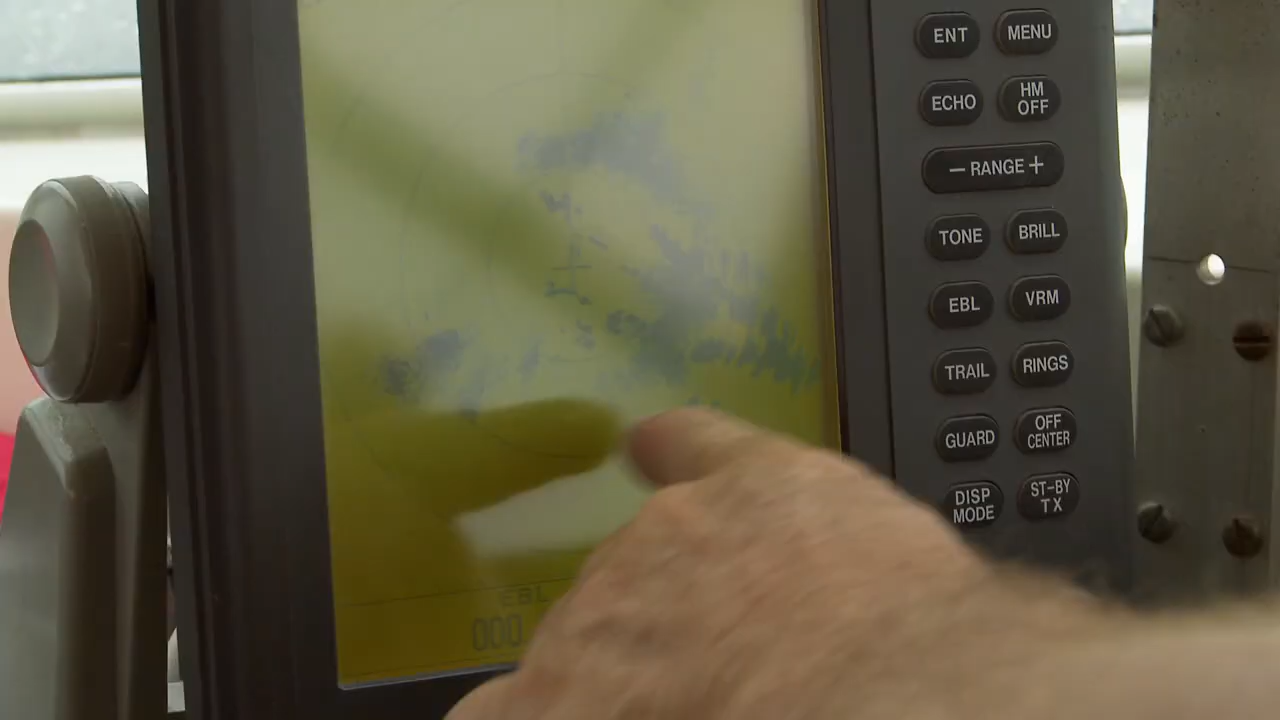 ENT MENU
ECHO HM OFF
− RANGE +
TONE BRILL
EBL VRM
TRAIL RINGS
GUARD OFF CENTER
DISP MODE ST-BY TX
EBL
000